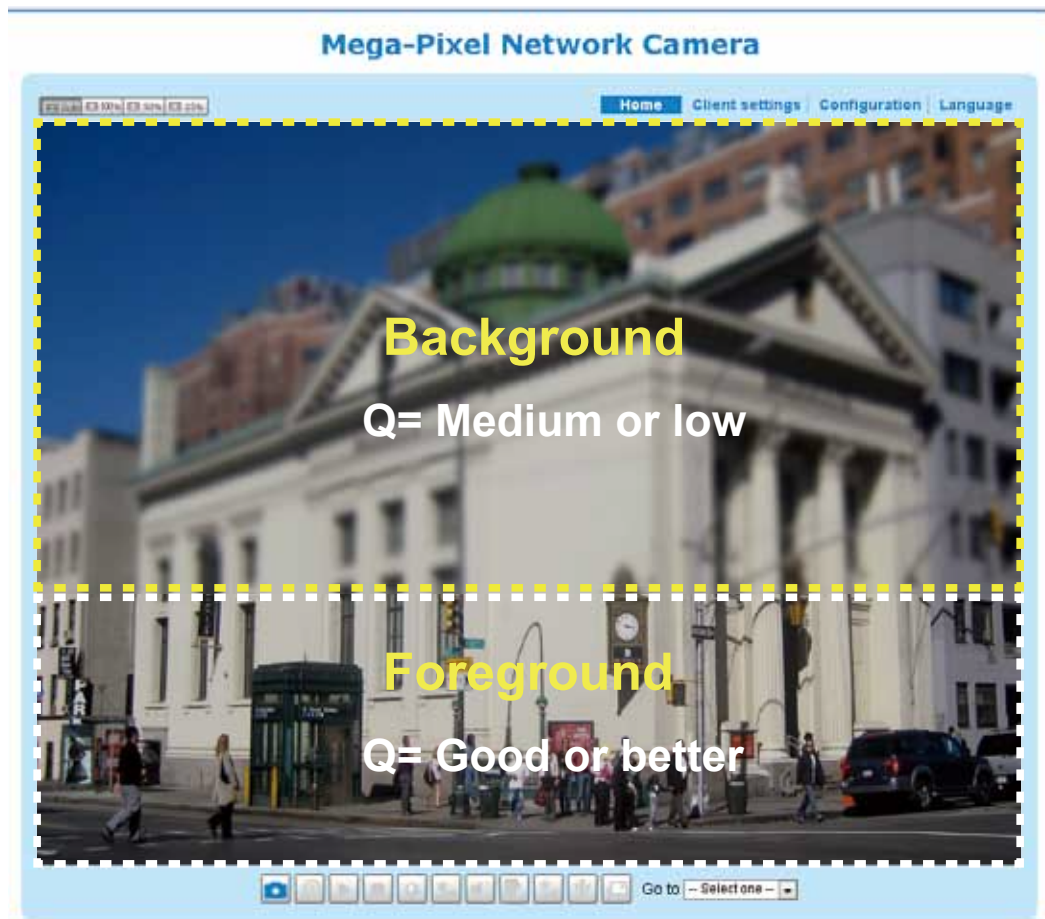 Mega-Pixel Network Camera
Home Client settings Configuration Language
Background
Q= Medium or low
Foreground
Q= Good or better
Go to -- Select one --